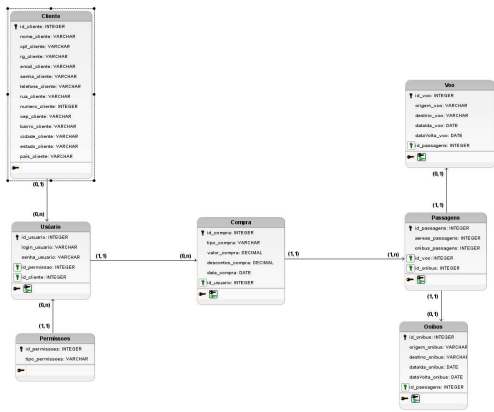 Cliente
id_cliente: INTEGER
nome_cliente: VARCHAR
cpf_cliente: VARCHAR
rg_cliente: VARCHAR
email_cliente: VARCHAR
senha_cliente: VARCHAR
telefone_cliente: VARCHAR
rua_cliente: VARCHAR
numero_cliente: INTEGER
cep_cliente: VARCHAR
bairro_cliente: VARCHAR
cidade_cliente: VARCHAR
estado_cliente: VARCHAR
pais_cliente: VARCHAR
(0,1)
(0,n)
Usuario
id_usuario: INTEGER
login_usuario: VARCHAR
senha_usuario: VARCHAR
id_permissao: INTEGER
id_cliente: INTEGER
(0,n)
(1,1)
Permissoes
id_permissoes: INTEGER
tipo_permissoes: VARCHAR
(1,1)
(0,n)
Compra
id_compra: INTEGER
tipo_compra: VARCHAR
valor_compra: DECIMAL
descontos_compra: DECIMAL
data_compra: DATE
id_usuario: INTEGER
(1,1)
(1,n)
Voo
id_voo: INTEGER
origem_voo: VARCHAR
destino_voo: VARCHAR
dataIda_voo: DATE
dataVolta_voo: DATE
id_passagens: INTEGER
(0,1)
(1,1)
Passagens
id_passagens: INTEGER
aereas_passagens: INTEGER
onibus_passagens: INTEGER
id_voo: INTEGER
id_onibus: INTEGER
(1,1)
(0,1)
Onibus
id_onibus: INTEGER
origem_onibus: VARCHAR
destino_onibus: VARCHAR
dataIda_onibus: DATE
dataVolta_onibus: DATE
id_passagens: INTEGER